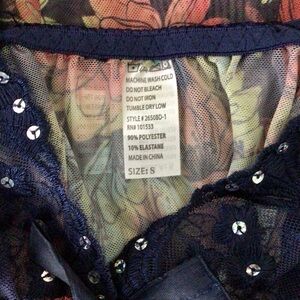 MACHINE WASH COLD
DO NOT BLEACH
DO NOT IRON
TUMBLE DRY LOW
STYLE # 26508D-1
RN# 101533
90% POLYESTER
10% ELASTANE
MADE IN CHINA
SIZE: S